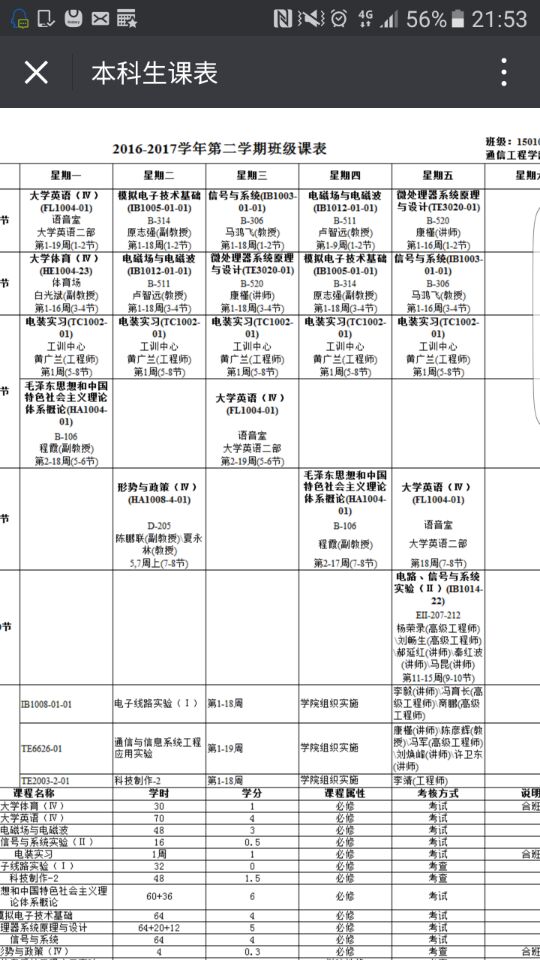 4G 56% 21:53
本科生课表
2016-2017学年第二学期班级课表
班级：15010
通信工程学
星期一 星期二 星期三 星期四 星期五 星期
节
大学英语（Ⅳ）
(FL1004-01)
语音室
大学英语二部
第1-19周(1-2节)
模拟电子技术基础
(IB1005-01-01)
B-314
原志强(副教授)
第1-18周(1-2节)
信号与系统(IB1003-
01-01)
B-306
马鸿飞(教授)
第1-18周(1-2节)
电磁场与电磁波
(IB1012-01-01)
B-511
卢智远(教授)
第1-9周(1-2节)
微处理器系统原理
与设计(TE3020-01)
B-520
康槿(讲师)
第1-16周(1-2节)
节
大学体育（Ⅳ）
(HE1004-23)
体育场
白光斌(副教授)
第1-16周(3-4节)
电磁场与电磁波
(IB1012-01-01)
B-511
卢智远(教授)
第1-18周(3-4节)
微处理器系统原理
与设计(TE3020-01)
B-520
康槿(讲师)
第1-18周(3-4节)
模拟电子技术基础
(IB1005-01-01)
B-314
原志强(副教授)
第1-18周(3-4节)
信号与系统(IB1003-
01-01)
B-306
马鸿飞(教授)
第1-16周(3-4节)
节
电装实习(TC1002-
01)
工训中心
黄广兰(工程师)
第1周(5-8节)
电装实习(TC1002-
01)
工训中心
黄广兰(工程师)
第1周(5-8节)
电装实习(TC1002-
01)
工训中心
黄广兰(工程师)
第1周(5-8节)
电装实习(TC1002-
01)
工训中心
黄广兰(工程师)
第1周(5-8节)
电装实习(TC1002-
01)
工训中心
黄广兰(工程师)
第1周(5-8节)
毛泽东思想和中国
特色社会主义理论
体系概论(HA1004-
01)
B-106
程霞(副教授)
第2-18周(5-6节)
大学英语（Ⅳ）
(FL1004-01)
语音室
大学英语二部
第2-19周(5-6节)
节
形势与政策（Ⅳ）
(HA1008-4-01)
D-205
陈鹏联(副教授)\夏永
林(教授)
5,7周上(7-8节)
毛泽东思想和中国
特色社会主义理论
体系概论(HA1004-
01)
B-106
程霞(副教授)
第2-17周(7-8节)
大学英语（Ⅳ）
(FL1004-01)
语音室
大学英语二部
第18周(7-8节)
节
电路、信号与系统
实验（Ⅱ）(IB1014-
22)
EII-207-212
杨荣录(高级工程师)
\刘畅生(高级工程师)
\郝延红(讲师)\秦红波
(讲师)\马昆(讲师)
第11-15周(9-10节)
IB1008-01-01 电子线路实验（Ⅰ） 第1-18周 学院组织实施
李毅(讲师)\冯育长(高
级工程师)\商鹏(高级
工程师)
TE6626-01
通信与信息系统工程
应用实验
第1-19周 学院组织实施
康槿(讲师)\陈彦辉(教
授)\冯军(高级工程师)
\刘焕峰(讲师)\许卫东
(讲师)
TE2003-2-01 科技制作-2 第1-18周 学院组织实施 李清(工程师)
课程名称 学时 学分 课程属性 考核方式 说明
大学体育（Ⅳ） 30 1 必修 考试 合班
大学英语（Ⅳ） 70 4 必修 考试
电磁场与电磁波 48 3 必修 考试
信号与系统实验（Ⅱ） 16 0.5 必修 考试
电装实习 1周 1 必修 考查 合班
子线路实验（Ⅰ） 32 0 必修 考查
科技制作-2 48 1.5 必修 考查
想和中国特色社会主义理
论体系概论
60+36 6 必修 考试
模拟电子技术基础 64 4 必修 考试
理器系统原理与设计 64+20+12 5 必修 考试
信号与系统 64 4 必修 考试
形势与政策（Ⅳ） 4 0.3 必修 考查 合班